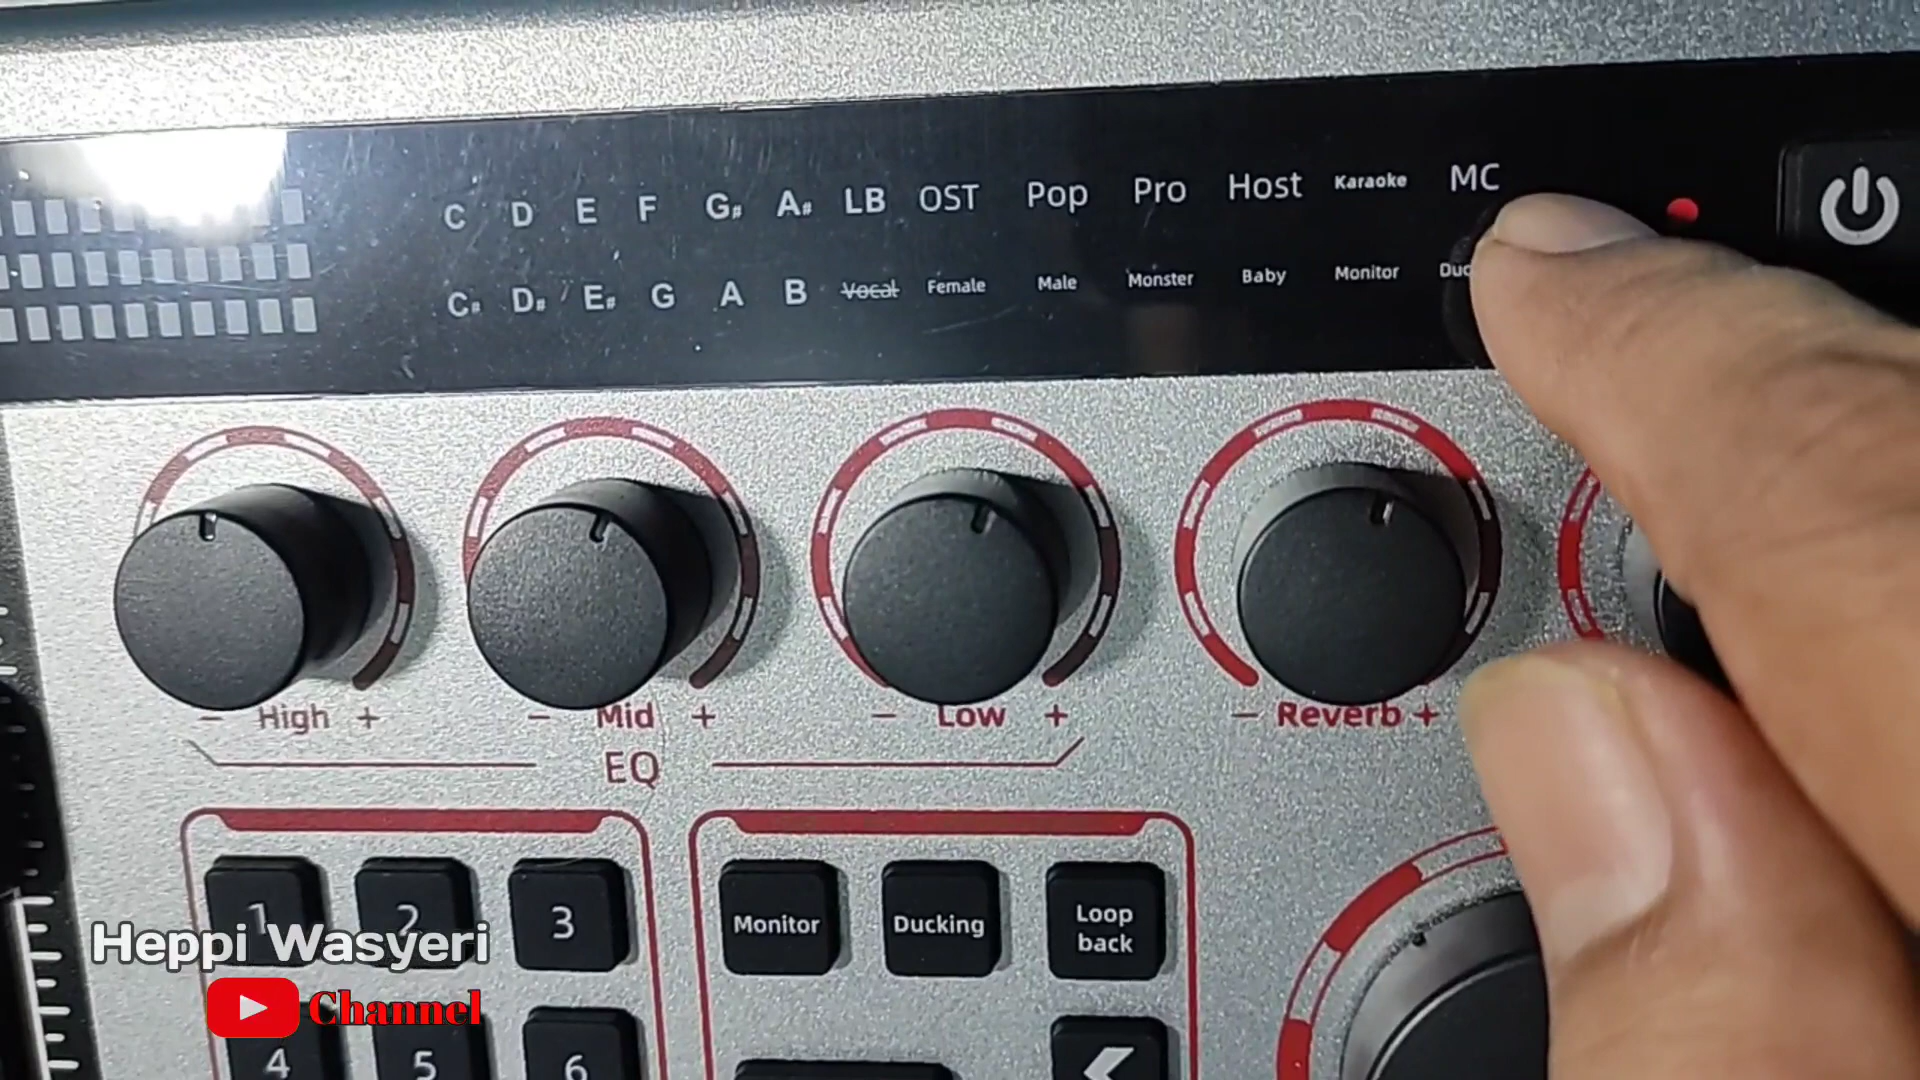 C D E F G# A# LB OST Pop Pro Host Karaoke MC
C# D# E# G A B Vocal Female Male Monster Baby Monitor
- High + - Mid + - Low + - Reverb +
EQ
1 2 3 Monitor Ducking Loop back
Heppi Wasyeri
Channel
4 5 6